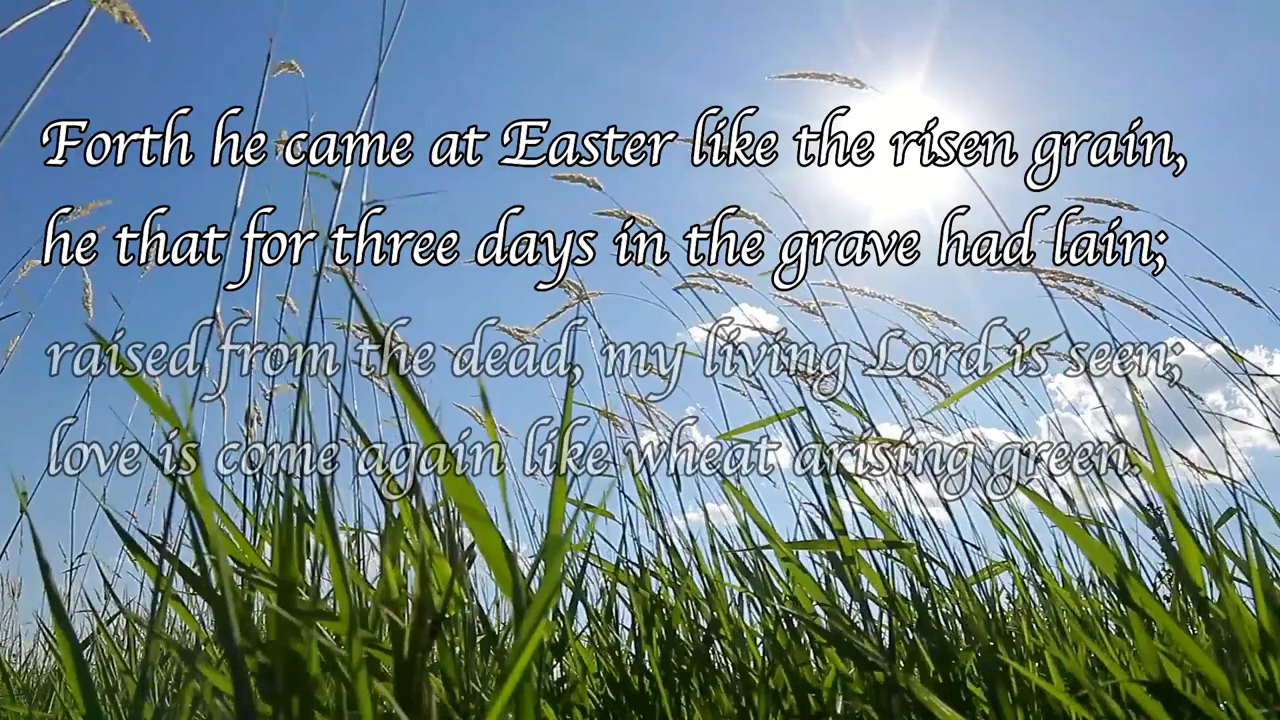 Forth he came at Easter like the risen grain,
he that for three days in the grave had lain;
raised from the dead, my living Lord is seen;
love is come again like wheat arising green.